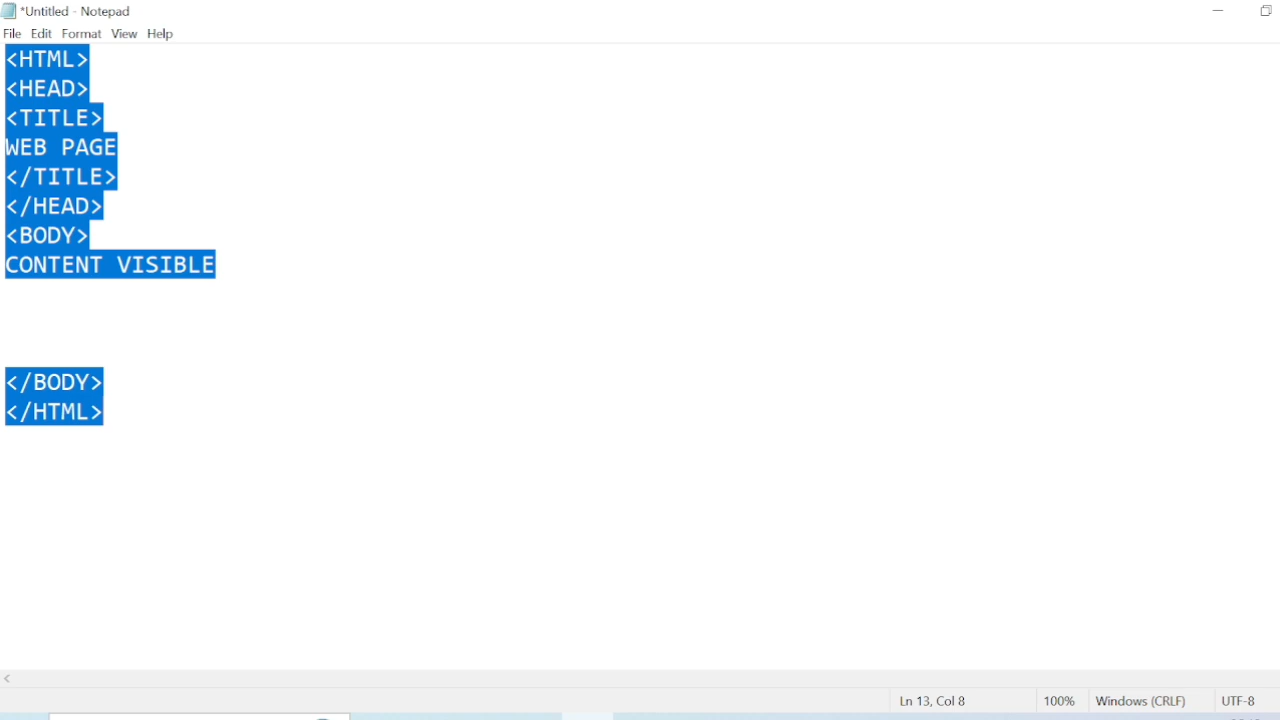 *Untitled - Notepad
File Edit Format View Help
<HTML>
<HEAD>
<TITLE>
WEB PAGE
</TITLE>
</HEAD>
<BODY>
CONTENT VISIBLE
</BODY>
</HTML>
Ln 13, Col 8 100% Windows (CRLF) UTF-8